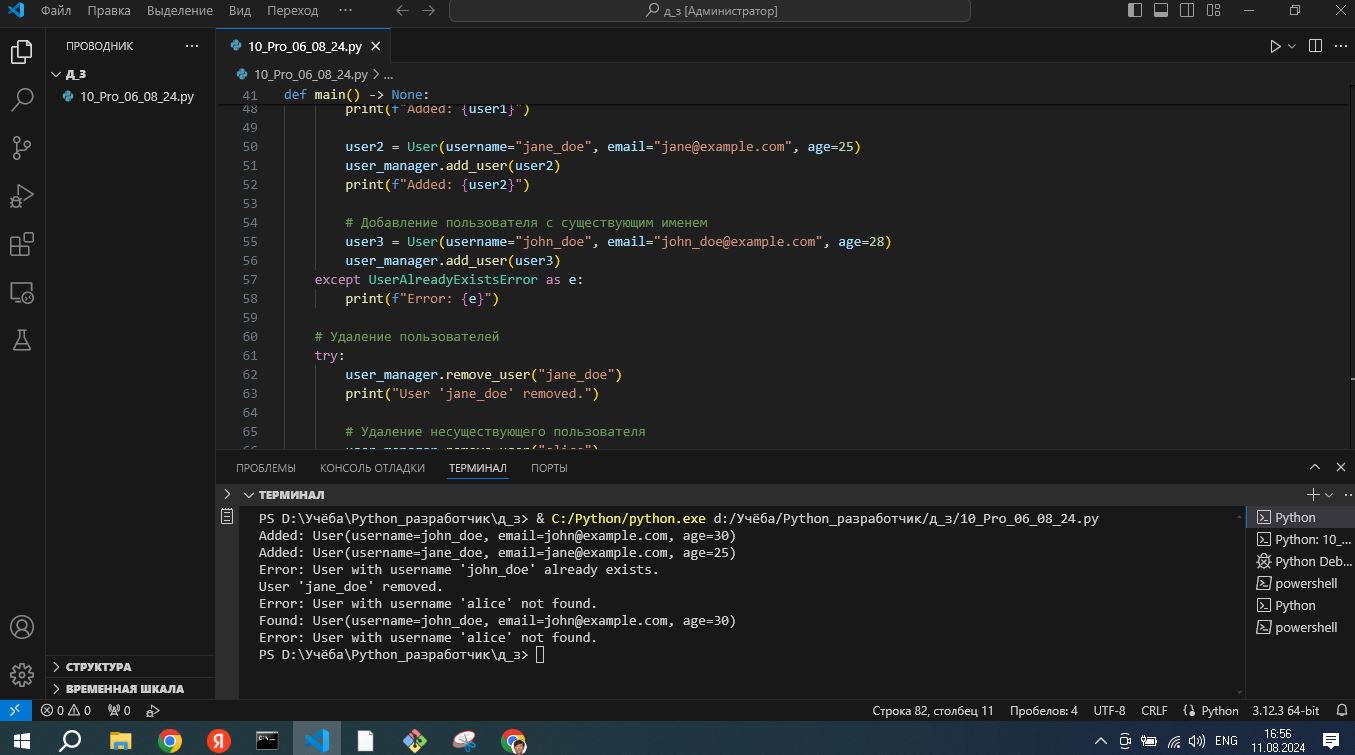 Файл Правка Выделение Вид Переход ··· д_з [Администратор]
ПРОВОДНИК ···
10_Pro_06_08_24.py
Д_З
10_Pro_06_08_24.py
10_Pro_06_08_24.py > ...
41 def main() -> None:
48 print(f"Added: {user1}")
49
50 user2 = User(username="jane_doe", email="jane@example.com", age=25)
51 user_manager.add_user(user2)
52 print(f"Added: {user2}")
53
54 # Добавление пользователя с существующим именем
55 user3 = User(username="john_doe", email="john_doe@example.com", age=28)
56 user_manager.add_user(user3)
57 except UserAlreadyExistsError as e:
58 print(f"Error: {e}")
59
60 # Удаление пользователей
61 try:
62 user_manager.remove_user("jane_doe")
63 print("User 'jane_doe' removed.")
64
65 # Удаление несуществующего пользователя
66 user_manager.remove_user("alice")
ПРОБЛЕМЫ КОНСОЛЬ ОТЛАДКИ ТЕРМИНАЛ ПОРТЫ
ТЕРМИНАЛ
PS D:\Учёба\Python_разработчик\д_з> & C:/Python/python.exe d:/Учёба/Python_разработчик/д_з/10_Pro_06_08_24.py
Added: User(username=john_doe, email=john@example.com, age=30)
Added: User(username=jane_doe, email=jane@example.com, age=25)
Error: User with username 'john_doe' already exists.
User 'jane_doe' removed.
Error: User with username 'alice' not found.
Found: User(username=john_doe, email=john@example.com, age=30)
Error: User with username 'alice' not found.
PS D:\Учёба\Python_разработчик\д_з>
Python
Python: 10_...
Python Deb...
powershell
Python
powershell
СТРУКТУРА
ВРЕМЕННАЯ ШКАЛА
0 0 0
Строка 82, столбец 11 Пробелов: 4 UTF-8 CRLF Python 3.12.3 64-bit
ENG
16:56
11.08.2024